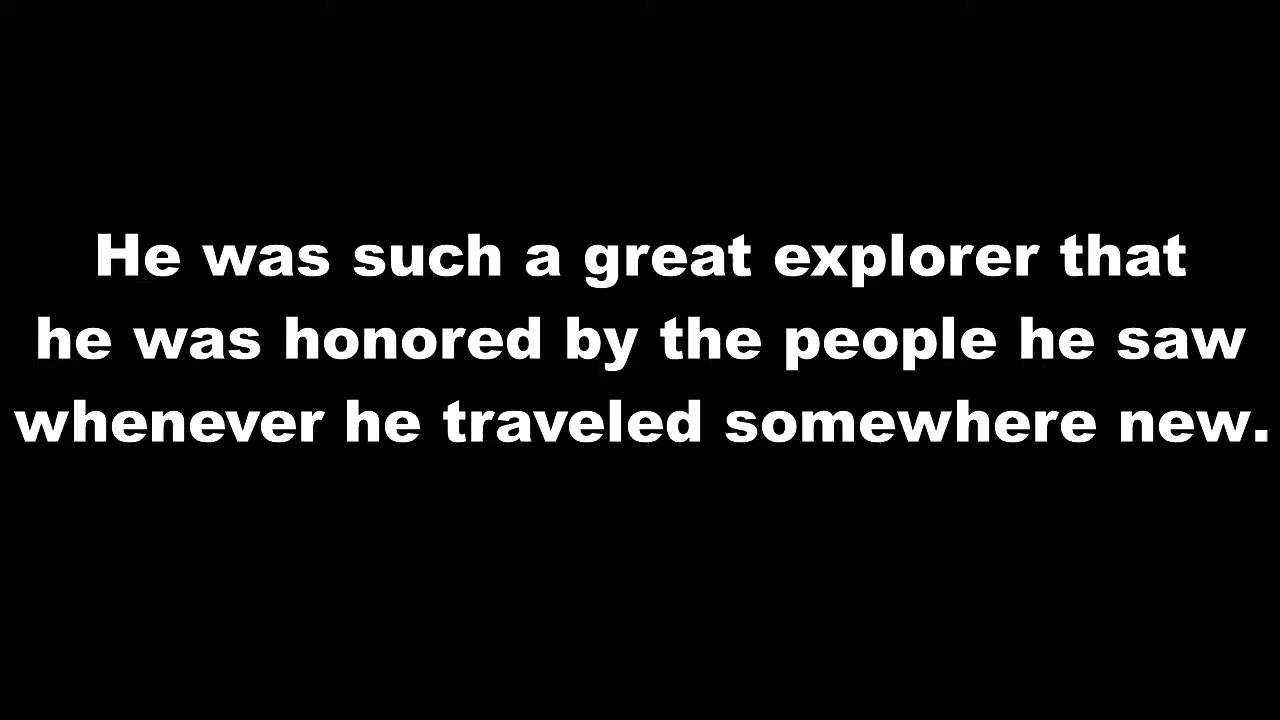 He was such a great explorer that
he was honored by the people he saw
whenever he traveled somewhere new.